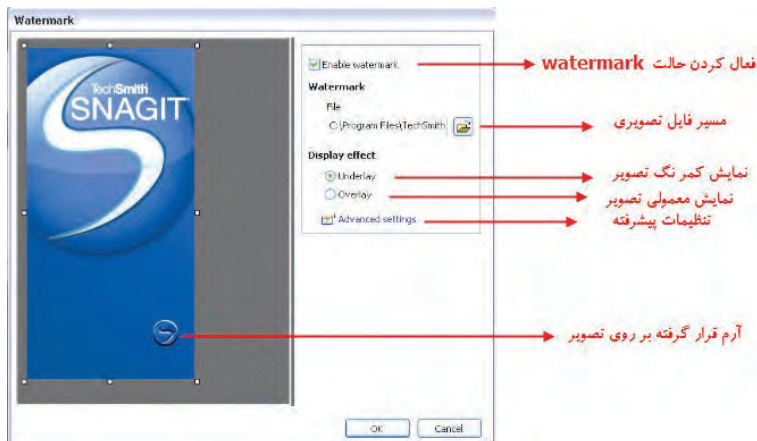 Watermark
TechSmith
SNAGIT
Enable watermark
فعال کردن حالت watermark
Watermark
File
C:\Program Files\TechSmith
مسیر فایل تصویری
Display effect
Underlay
نمایش کمر نگ تصویر
Overlay
نمایش معمولی تصویر
Advanced settings
تنظیمات پیشرفته
آرم قرار گرفته بر روی تصویر
OK
Cancel